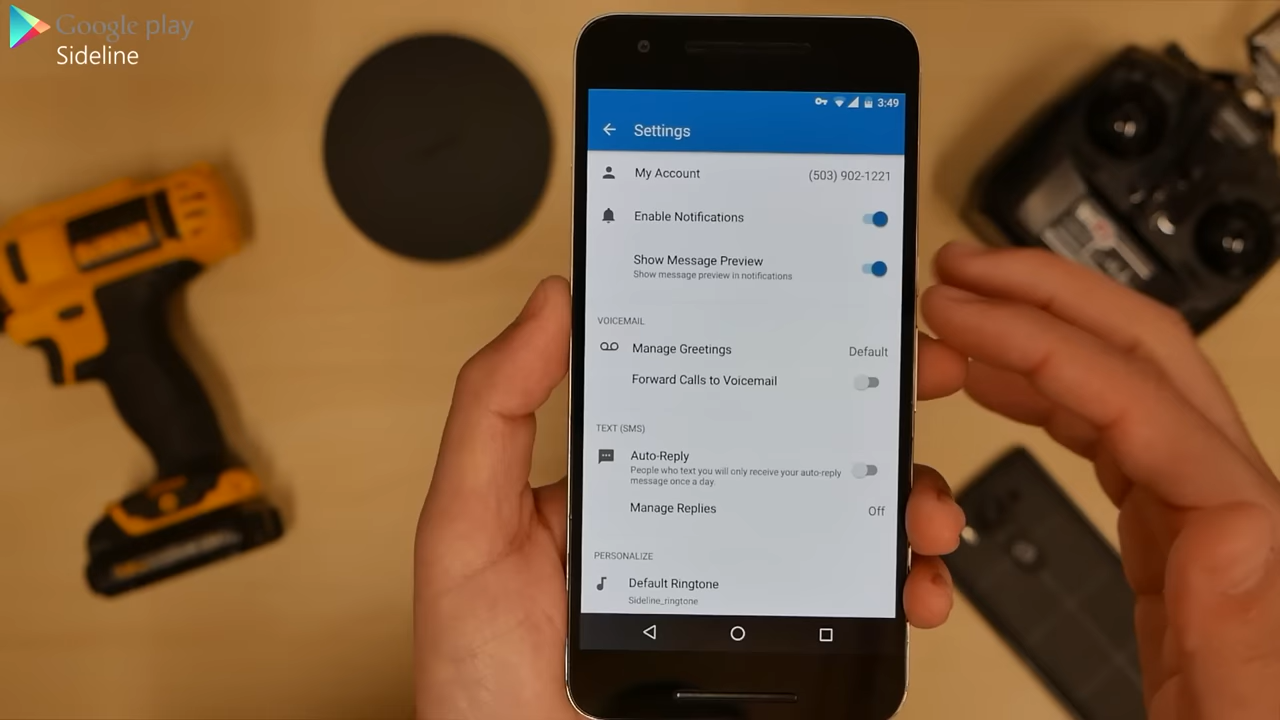 Google play
Sideline
3:49
Settings
My Account (503) 902-1221
Enable Notifications
Show Message Preview
Show message preview in notifications
VOICEMAIL
Manage Greetings Default
Forward Calls to Voicemail
TEXT (SMS)
Auto-Reply
People who text you will only receive your auto-reply
message once a day
Manage Replies Off
PERSONALIZE
Default Ringtone
Sideline_ringtone